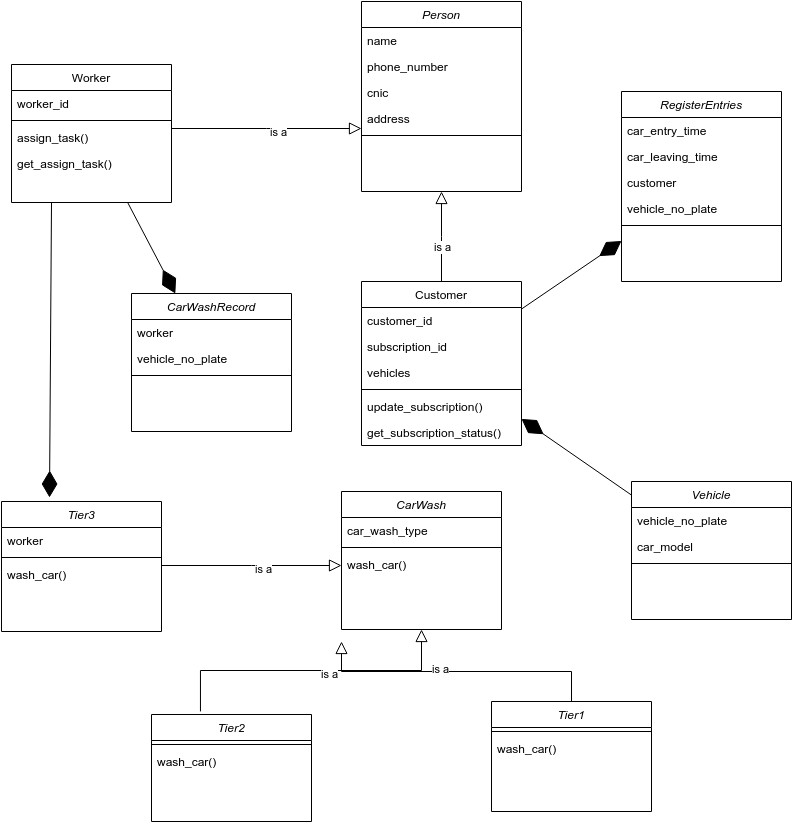 Person
name
phone_number
cnic
address
Worker
worker_id
assign_task()
get_assign_task()
is a
RegisterEntries
car_entry_time
car_leaving_time
customer
vehicle_no_plate
is a
CarWashRecord
worker
vehicle_no_plate
Customer
customer_id
subscription_id
vehicles
update_subscription()
get_subscription_status()
Vehicle
vehicle_no_plate
car_model
Tier3
worker
wash_car()
is a
CarWash
car_wash_type
wash_car()
is a
is a
Tier2
wash_car()
Tier1
wash_car()